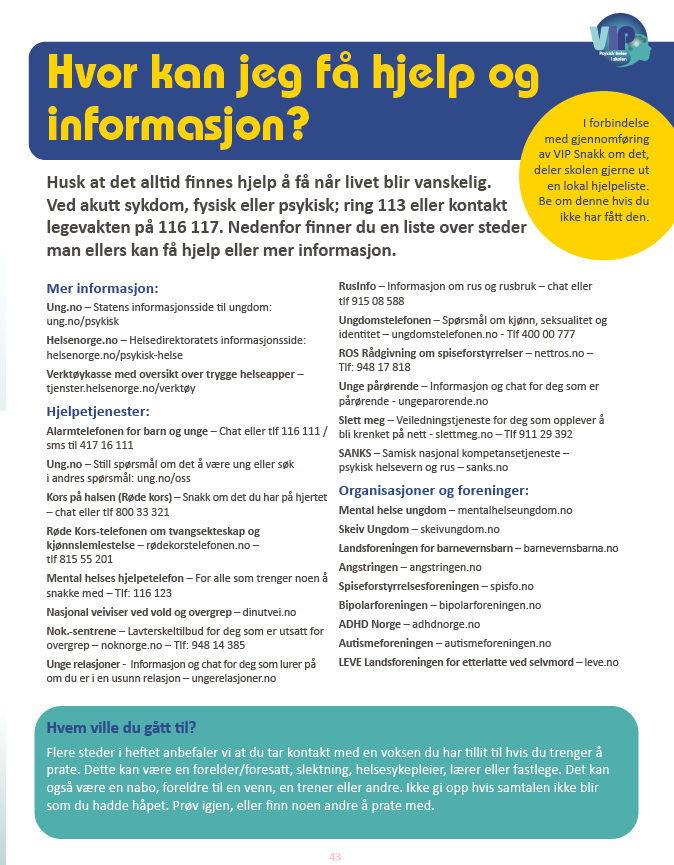 VIP
Psykisk helse
i skolen
Hvor kan jeg få hjelp og
informasjon?
I forbindelse
med gjennomføring
av VIP Snakk om det,
deler skolen gjerne ut
en lokal hjelpeliste.
Be om denne hvis du
ikke har fått den.
Husk at det alltid finnes hjelp å få når livet blir vanskelig.
Ved akutt sykdom, fysisk eller psykisk; ring 113 eller kontakt
legevakten på 116 117. Nedenfor finner du en liste over steder
man ellers kan få hjelp eller mer informasjon.
Mer informasjon:
Ung.no – Statens informasjonsside til ungdom:
ung.no/psykisk
Helsenorge.no – Helsedirektoratets informasjonsside:
helsenorge.no/psykisk-helse
Verktøykasse med oversikt over trygge helseapper –
tjenster.helsenorge.no/verktøy
Hjelpetjenester:
Alarmtelefonen for barn og unge – Chat eller tlf 116 111 /
sms til 417 16 111
Ung.no – Still spørsmål om det å være ung eller søk
i andres spørsmål: ung.no/oss
Kors på halsen (Røde kors) – Snakk om det du har på hjertet
– chat eller tlf 800 33 321
Røde Kors-telefonen om tvangsekteskap og
kjønnslemlestelse – rødekorstelefonen.no –
tlf 815 55 201
Mental helses hjelpetelefon – For alle som trenger noen å
snakke med – Tlf: 116 123
Nasjonal veiviser ved vold og overgrep – dinutvei.no
Nok.-sentrene – Lavterskeltilbud for deg som er utsatt for
overgrep – noknorge.no – Tlf: 948 14 385
Unge relasjoner - Informasjon og chat for deg som lurer på
om du er i en usunn relasjon – ungerelasjoner.no
RusInfo – Informasjon om rus og rusbruk – chat eller
tlf 915 08 588
Ungdomstelefonen – Spørsmål om kjønn, seksualitet og
identitet – ungdomstelefonen.no - Tlf 400 00 777
ROS Rådgivning om spiseforstyrrelser – nettros.no –
Tlf: 948 17 818
Unge pårørende – Informasjon og chat for deg som er
pårørende - ungeparorende.no
Slett meg – Veiledningstjeneste for deg som opplever å
bli krenket på nett - slettmeg.no – Tlf 911 29 392
SANKS – Samisk nasjonal kompetansetjeneste –
psykisk helsevern og rus – sanks.no
Organisasjoner og foreninger:
Mental helse ungdom – mentalhelseungdom.no
Skeiv Ungdom – skeivungdom.no
Landsforeningen for barnevernsbarn – barnevernsbarna.no
Angstringen – angstringen.no
Spiseforstyrrelsesforeningen – spisfo.no
Bipolarforeningen – bipolarforeningen.no
ADHD Norge – adhdnorge.no
Autismeforeningen – autismeforeningen.no
LEVE Landsforeningen for etterlatte ved selvmord – leve.no
Hvem ville du gått til?
Flere steder i heftet anbefaler vi at du tar kontakt med en voksen du har tillit til hvis du trenger å
prate. Dette kan være en forelder/foresatt, slektning, helsesykepleier, lærer eller fastlege. Det kan
også være en nabo, foreldre til en venn, en trener eller andre. Ikke gi opp hvis samtalen ikke blir
som du hadde håpet. Prøv igjen, eller finn noen andre å prate med.
43